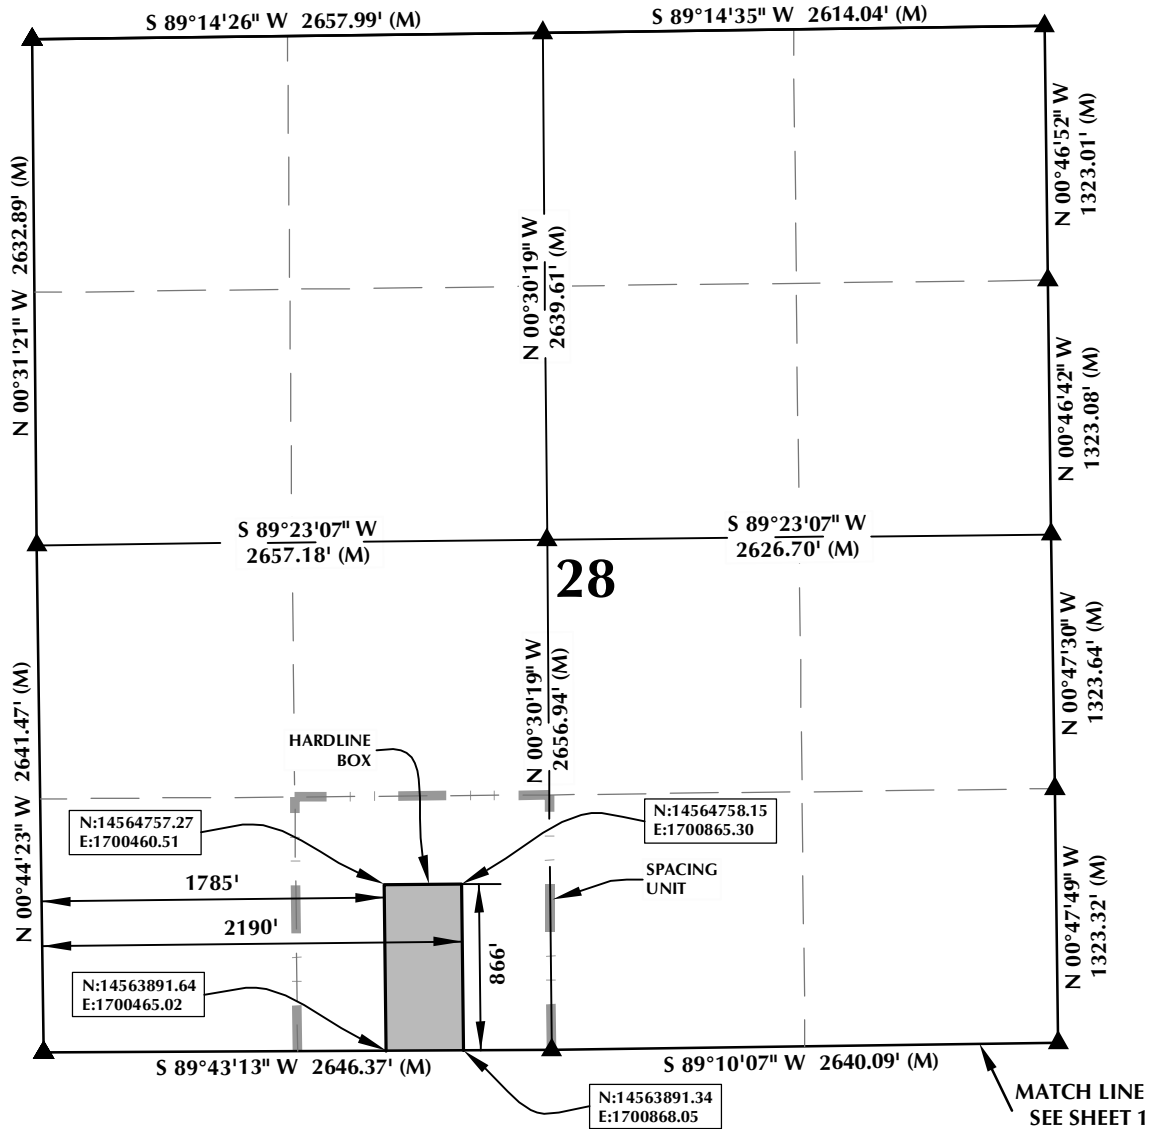 S 89°14'26" W 2657.99' (M)
S 89°14'35" W 2614.04' (M)
N 00°46'52" W
1323.01' (M)
N 00°31'21" W 2632.89' (M)
N 00°30'19" W
2639.61' (M)
N 00°46'42" W
1323.08' (M)
S 89°23'07" W
2657.18' (M)
S 89°23'07" W
2626.70' (M)
28
N 00°47'30" W
1323.64' (M)
N 00°44'23" W 2641.47' (M)
N 00°30'19" W
2656.94' (M)
HARDLINE
BOX
N:14564757.27
E:1700460.51
N:14564758.15
E:1700865.30
SPACING
UNIT
1785'
2190'
866'
N 00°47'49" W
1323.32' (M)
N:14563891.64
E:1700465.02
S 89°43'13" W 2646.37' (M)
S 89°10'07" W 2640.09' (M)
N:14563891.34
E:1700868.05
MATCH LINE
SEE SHEET 1